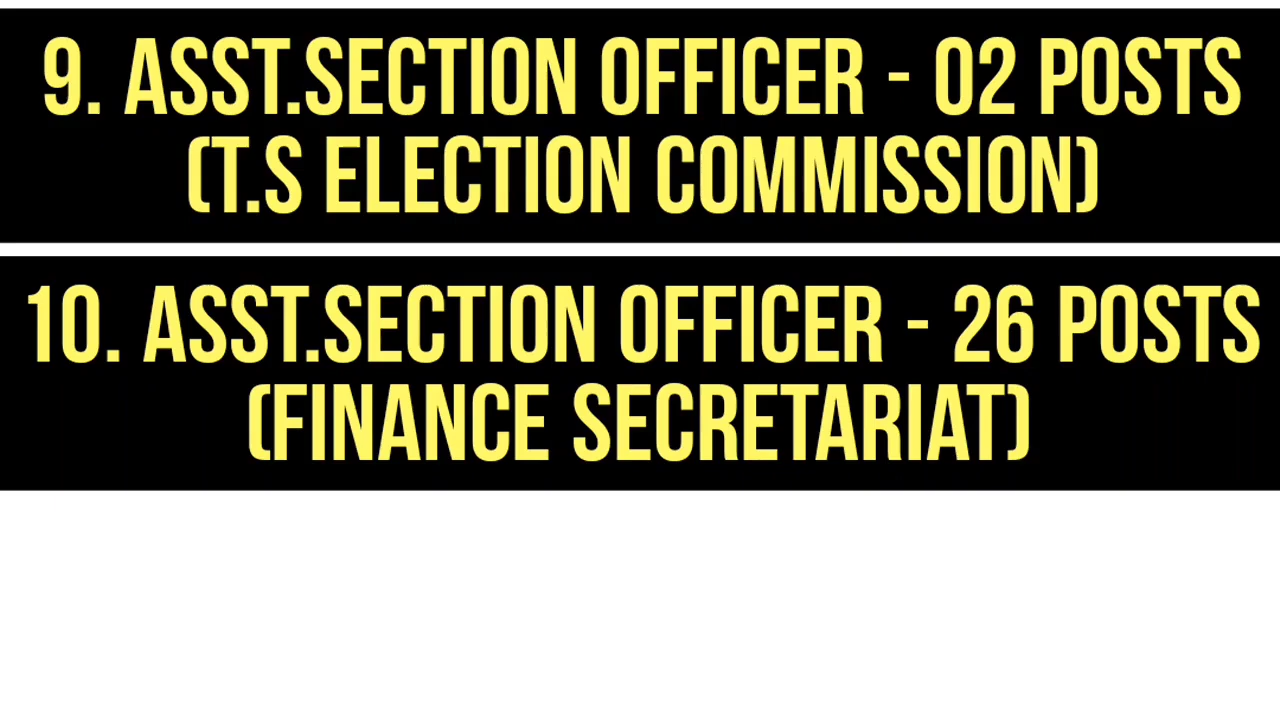 9. ASST.SECTION OFFICER - 02 POSTS
(T.S ELECTION COMMISSION)
10. ASST.SECTION OFFICER - 26 POSTS
(FINANCE SECRETARIAT)